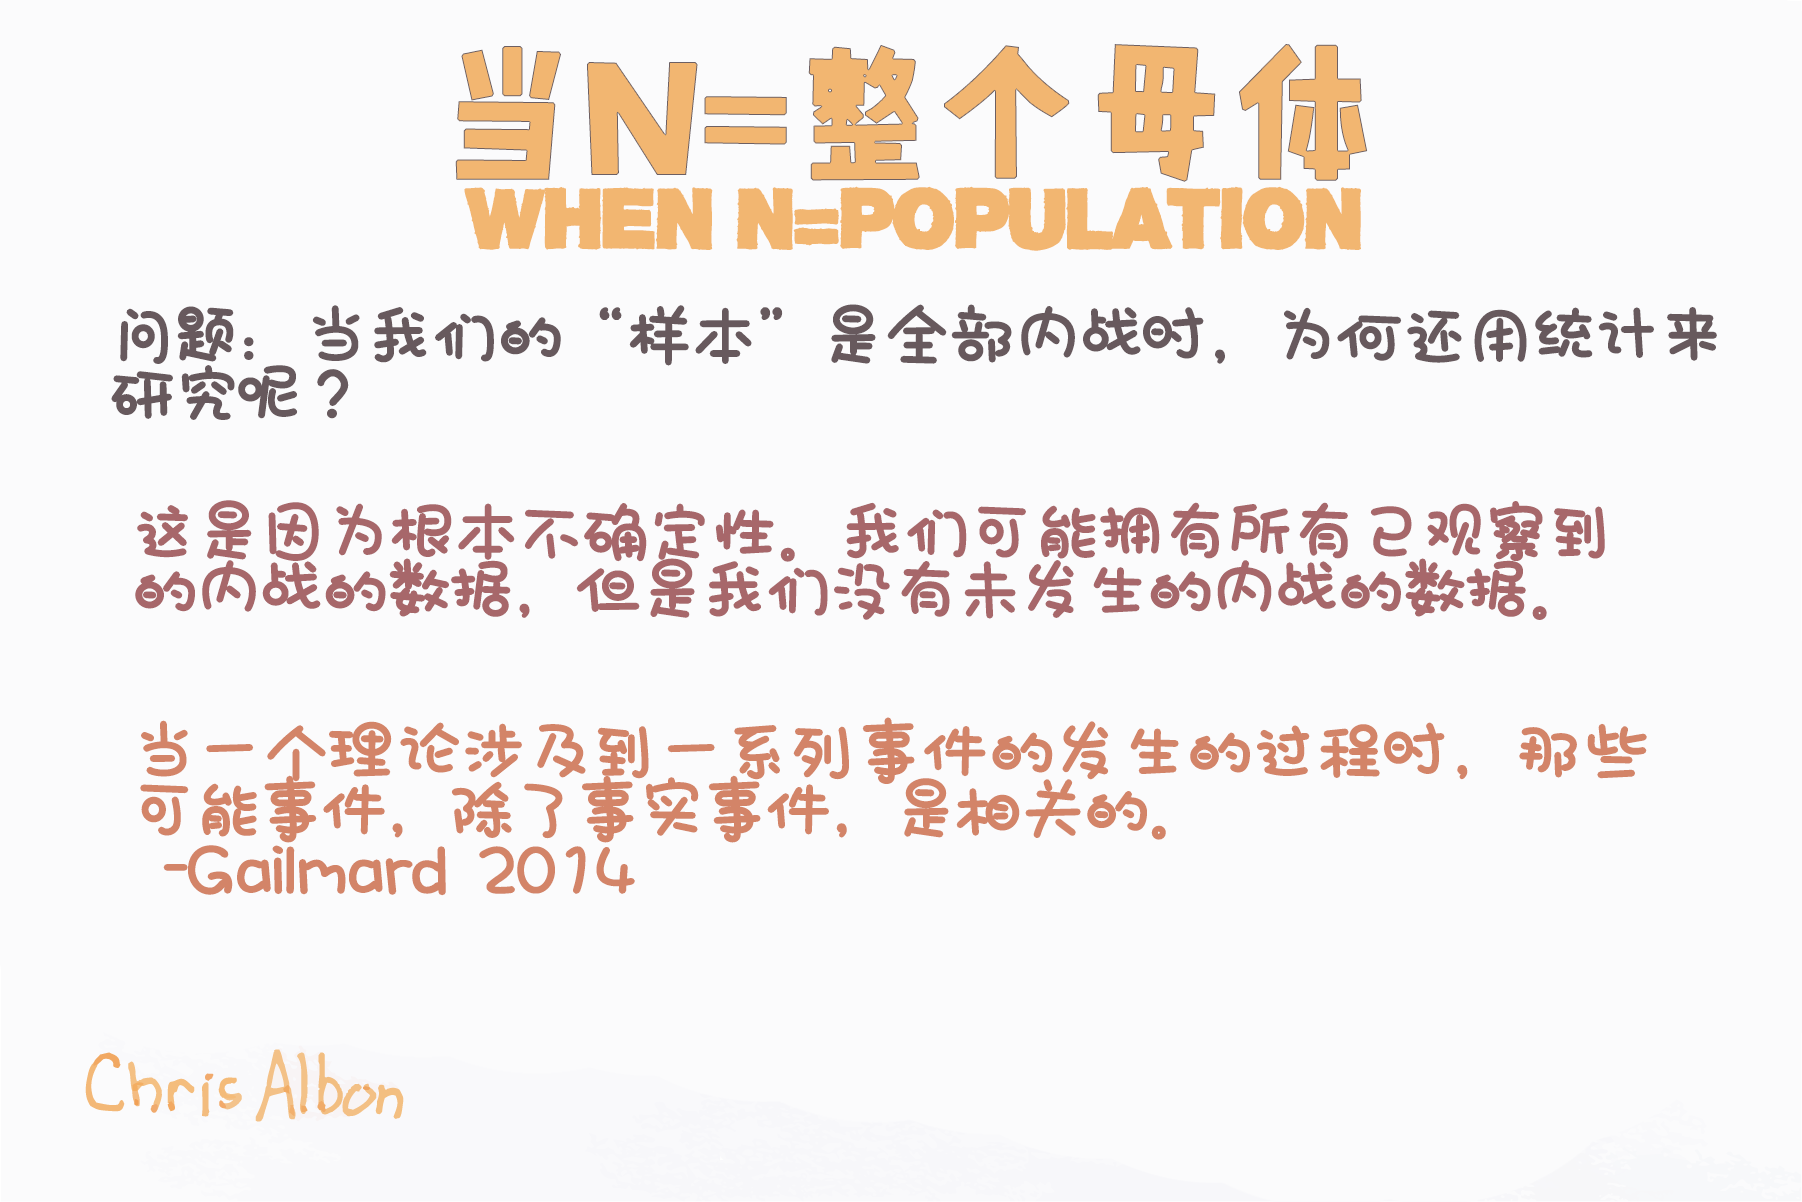 当N=整个母体
WHEN N=POPULATION
问题：当我们的“样本”是全部内战时，为何还用统计来
研究呢？
这是因为根本不确定性。我们可能拥有所有已观察到
的内战的数据，但是我们没有未发生的内战的数据。
当一个理论涉及到一系列事件的发生的过程时，那些
可能事件，除了事实事件，是相关的。
-Gailmard 2014
Chris Albon